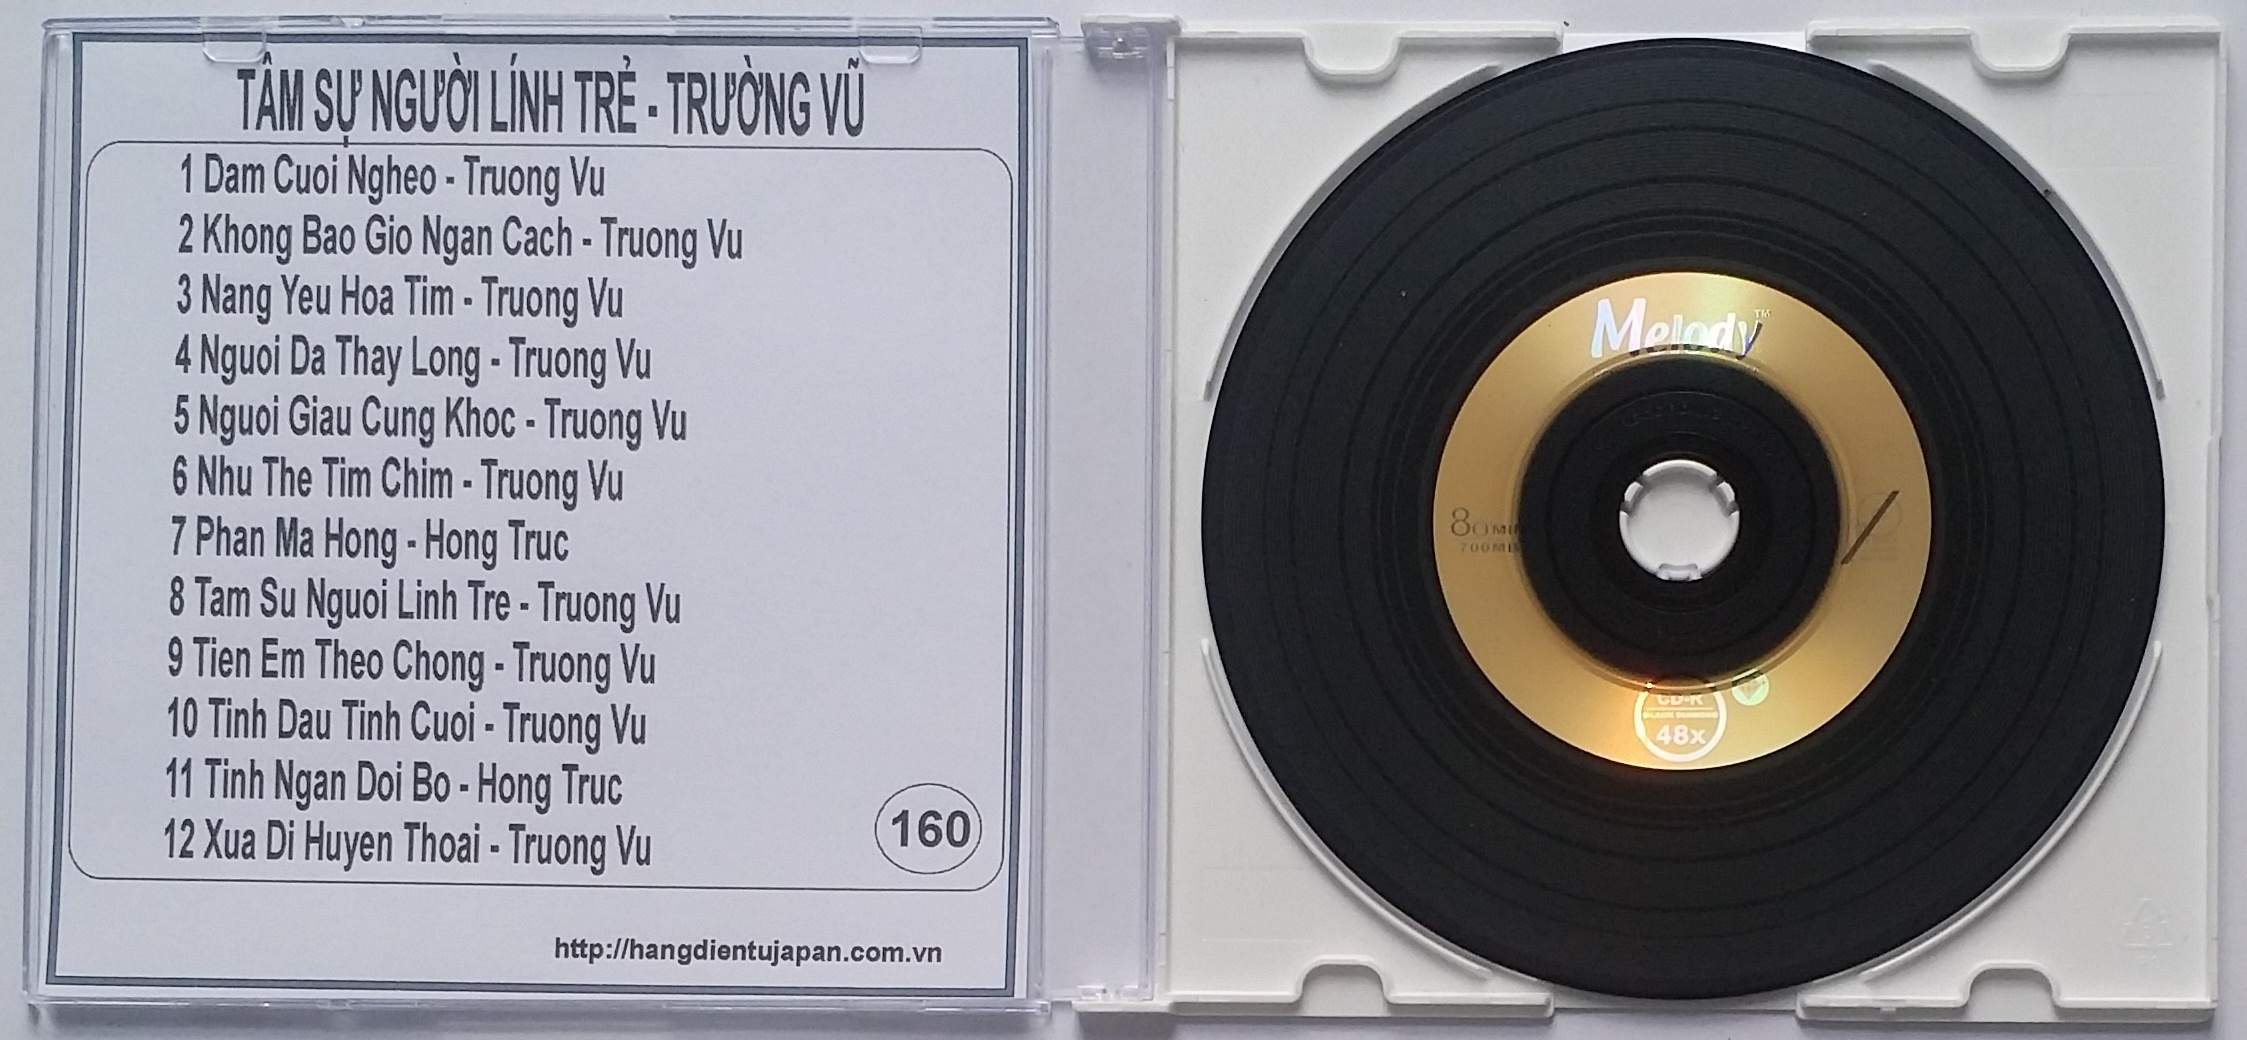 TÂM SỰ NGƯỜI LÍNH TRẺ - TRƯỜNG VŨ
1 Dam Cuoi Ngheo - Truong Vu
2 Khong Bao Gio Ngan Cach - Truong Vu
3 Nang Yeu Hoa Tim - Truong Vu
4 Nguoi Da Thay Long - Truong Vu
5 Nguoi Giau Cung Khoc - Truong Vu
6 Nhu The Tim Chim - Truong Vu
7 Phan Ma Hong - Hong Truc
8 Tam Su Nguoi Linh Tre - Truong Vu
9 Tien Em Theo Chong - Truong Vu
10 Tinh Dau Tinh Cuoi - Truong Vu
11 Tinh Ngan Doi Bo - Hong Truc
12 Xua Di Huyen Thoai - Truong Vu
160
http://hangdientujapan.com.vn
Melody™
80MIN
700MB
CD-R
48x